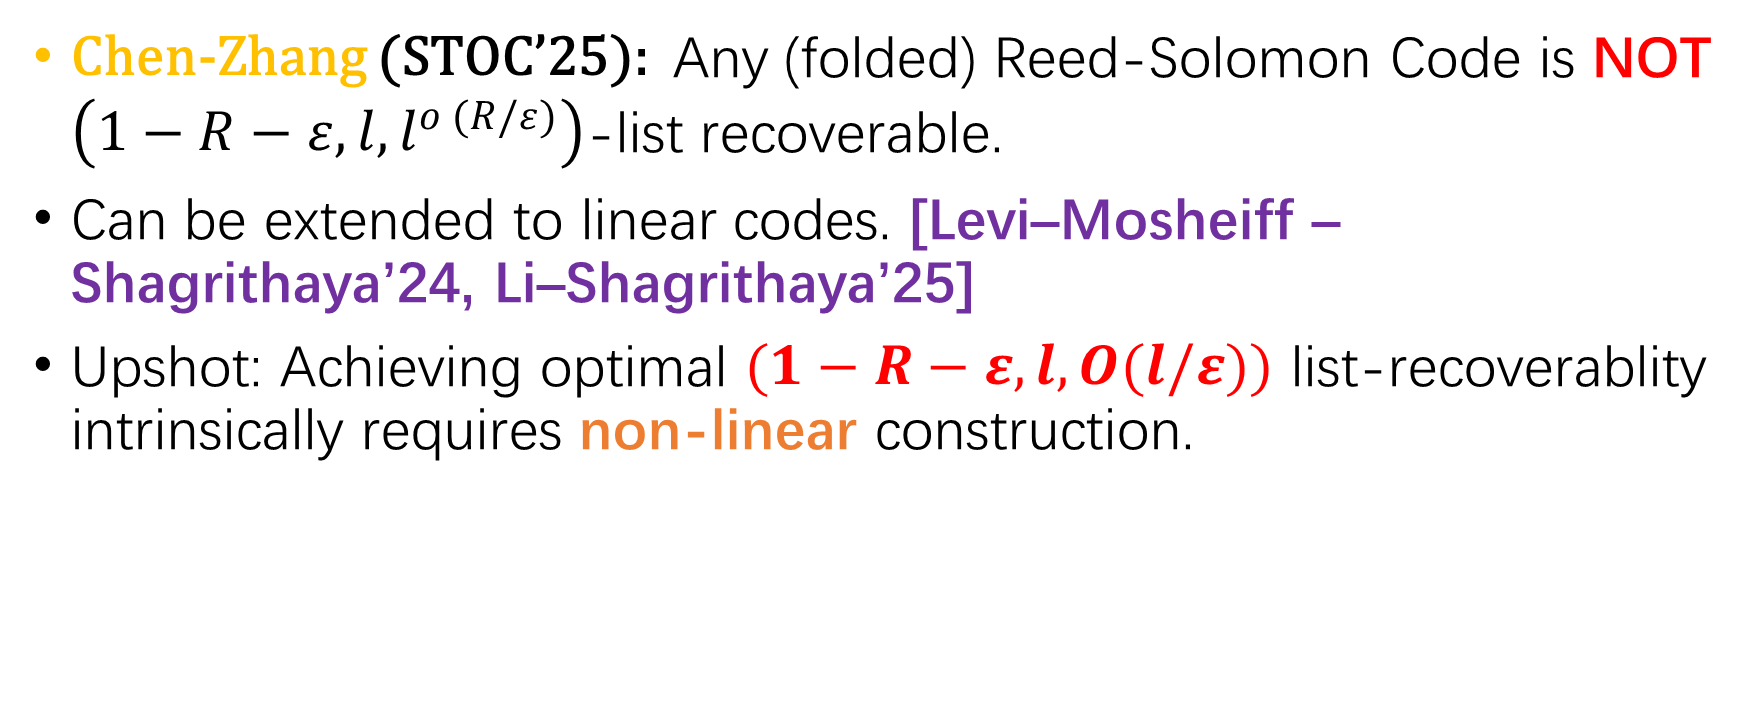 • Chen-Zhang (STOC’25): Any (folded) Reed-Solomon Code is NOT
(1 − R − ε, l, l^{o (R/ε)})-list recoverable.
• Can be extended to linear codes. [Levi–Mosheiff –
Shagrithaya’24, Li–Shagrithaya’25]
• Upshot: Achieving optimal (1 − R − ε, l, O(l/ε)) list-recoverablity
intrinsically requires non-linear construction.